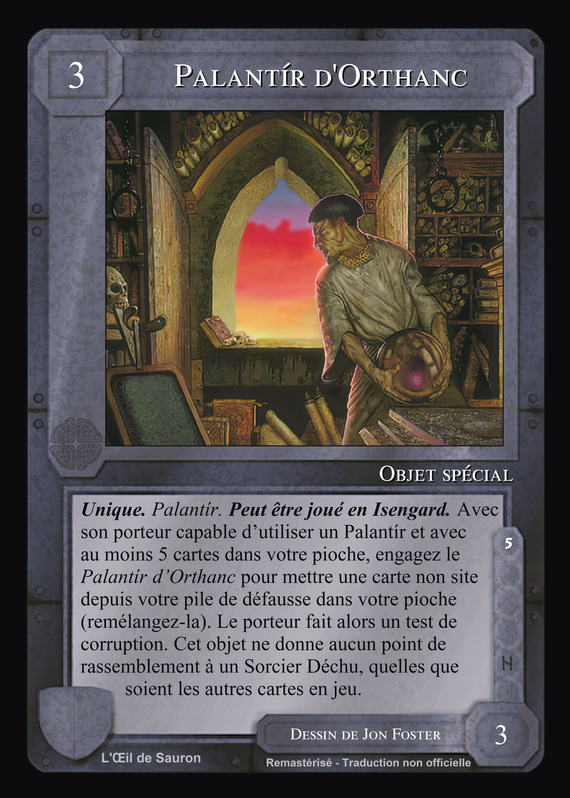 3
PALANTÍR D'ORTHANC
OBJET SPÉCIAL
Unique. Palantír. Peut être joué en Isengard. Avec
son porteur capable d’utiliser un Palantír et avec
au moins 5 cartes dans votre pioche, engagez le
Palantír d’Orthanc pour mettre une carte non site
depuis votre pile de défausse dans votre pioche
(remélangez-la). Le porteur fait alors un test de
corruption. Cet objet ne donne aucun point de
rassemblement à un Sorcier Déchu, quelles que
soient les autres cartes en jeu.
5
DESSIN DE JON FOSTER
3
L'Œil de Sauron
Remastérisé - Traduction non officielle